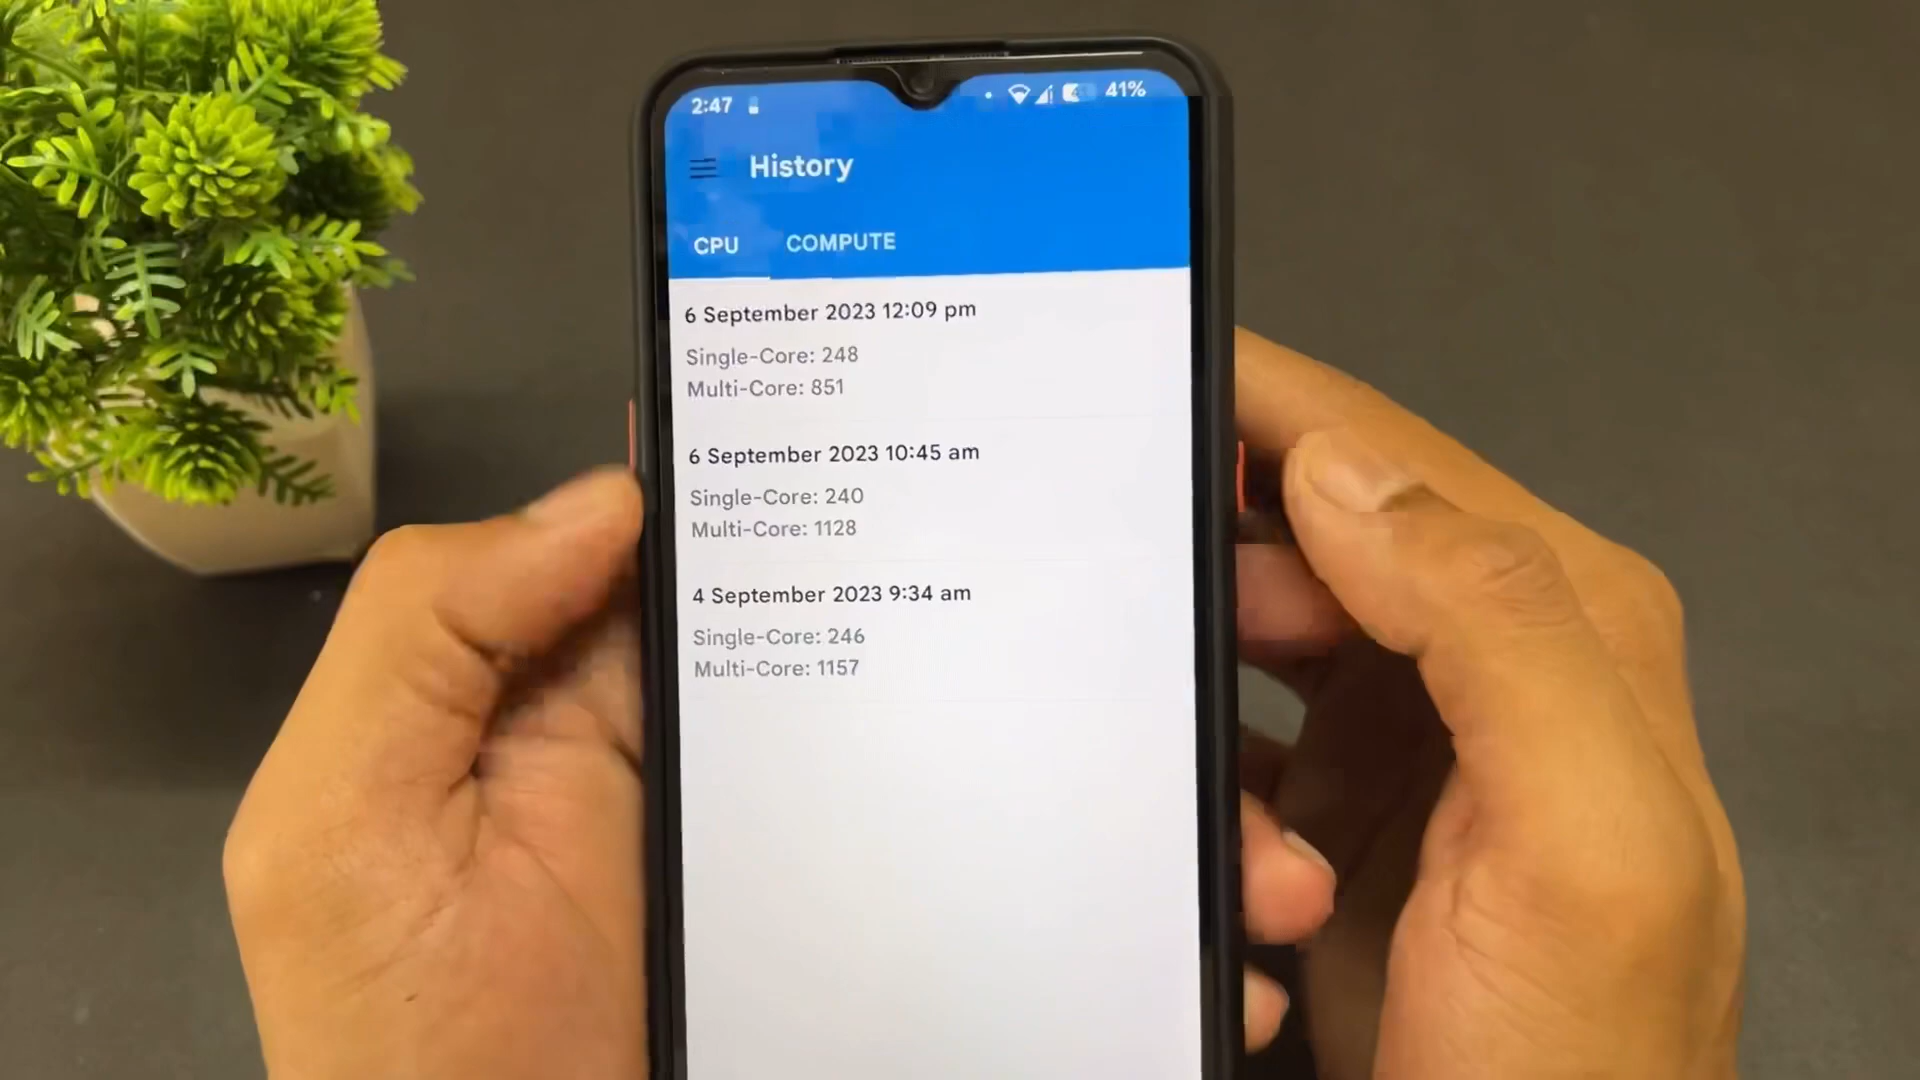 2:47 41%
History
CPU COMPUTE
6 September 2023 12:09 pm
Single-Core: 248
Multi-Core: 851
6 September 2023 10:45 am
Single-Core: 240
Multi-Core: 1128
4 September 2023 9:34 am
Single-Core: 246
Multi-Core: 1157